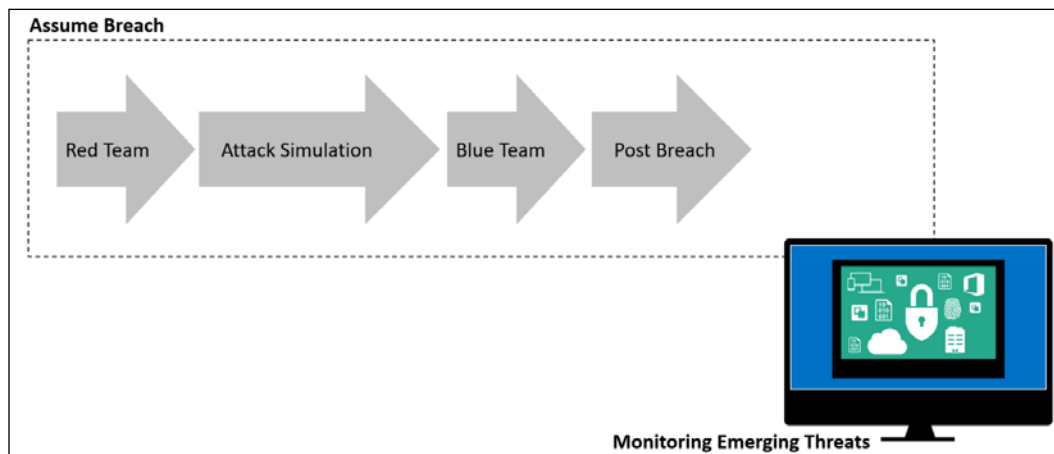 Assume Breach
Red Team
Attack Simulation
Blue Team
Post Breach
Monitoring Emerging Threats